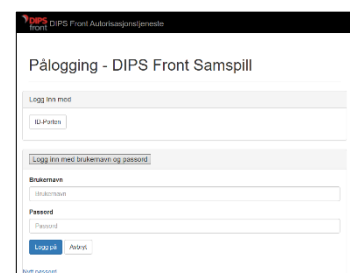 DIPS front DIPS Front Autorisasjonstjeneste
Pålogging - DIPS Front Samspill
Logg inn med
ID-Porten
Logg inn med brukernavn og passord
Brukernavn
Brukernavn
Passord
Passord
Logg på Avbryt
Nytt passord